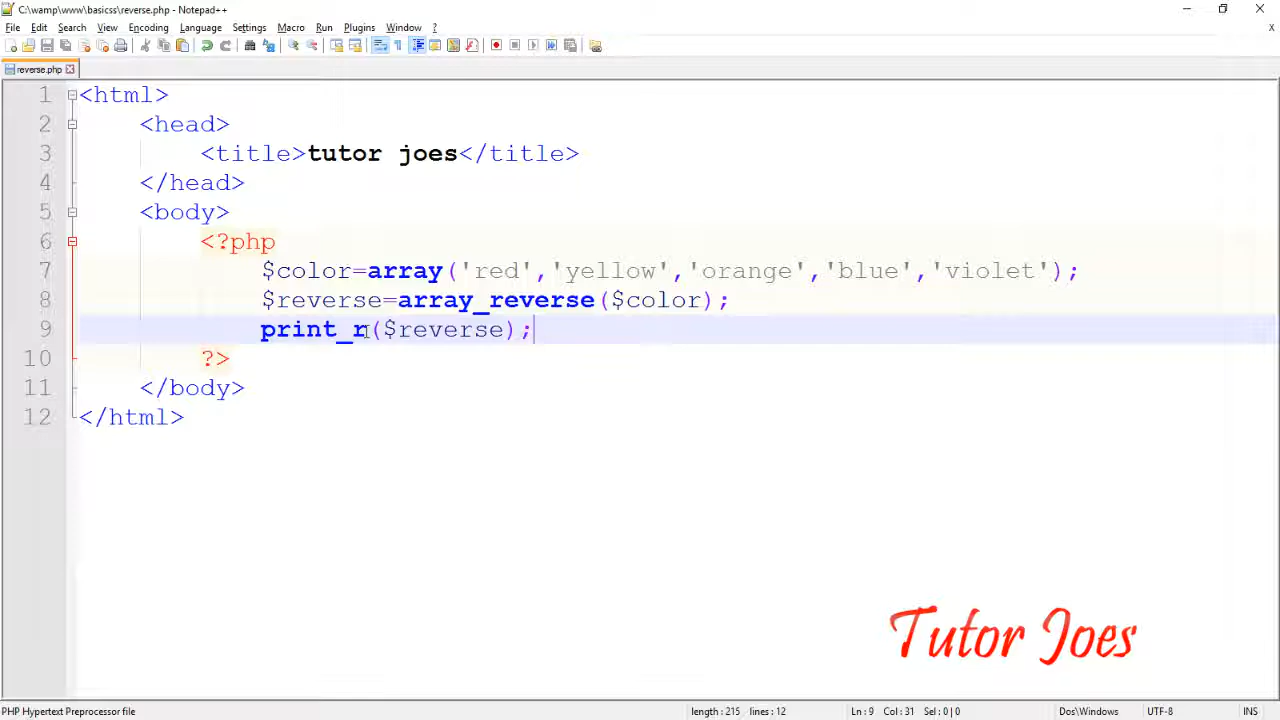 C:\wamp\www\basicss\reverse.php - Notepad++
File Edit Search View Encoding Language Settings Macro Run Plugins Window ?
X
reverse.php
1 <html>
2 <head>
3 <title>tutor joes</title>
4 </head>
5 <body>
6 <?php
7 $color=array('red','yellow','orange','blue','violet');
8 $reverse=array_reverse($color);
9 print_r($reverse);
10 ?>
11 </body>
12 </html>
Tutor Joes
PHP Hypertext Preprocessor file length : 215 lines : 12 Ln : 9 Col : 31 Sel : 0 | 0 Dos\Windows UTF-8 INS